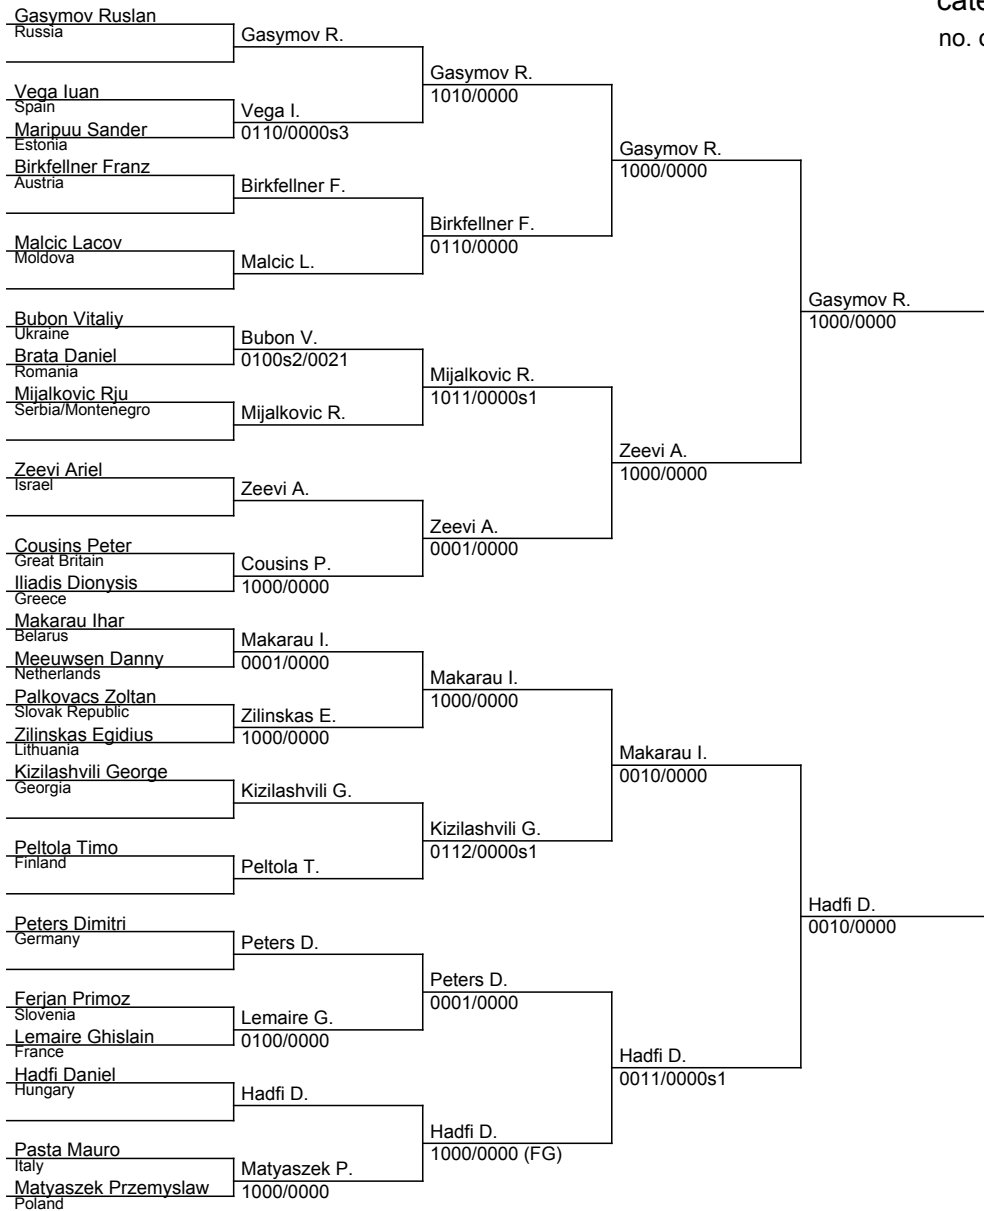 cate
no. o
Gasymov Ruslan
Russia
Vega Iuan
Spain
Maripuu Sander
Estonia
Birkfellner Franz
Austria
Malcic Lacov
Moldova
Bubon Vitaliy
Ukraine
Brata Daniel
Romania
Mijalkovic Rju
Serbia/Montenegro
Zeevi Ariel
Israel
Cousins Peter
Great Britain
Iliadis Dionysis
Greece
Makarau Ihar
Belarus
Meeuwsen Danny
Netherlands
Palkovacs Zoltan
Slovak Republic
Zilinskas Egidius
Lithuania
Kizilashvili George
Georgia
Peltola Timo
Finland
Peters Dimitri
Germany
Ferjan Primoz
Slovenia
Lemaire Ghislain
France
Hadfi Daniel
Hungary
Pasta Mauro
Italy
Matyaszek Przemyslaw
Poland
Gasymov R.
Vega I.
0110/0000s3
Birkfellner F.
Malcic L.
Bubon V.
0100s2/0021
Mijalkovic R.
Zeevi A.
Cousins P.
1000/0000
Makarau I.
0001/0000
Zilinskas E.
1000/0000
Kizilashvili G.
Peltola T.
Peters D.
Lemaire G.
0100/0000
Hadfi D.
Matyaszek P.
1000/0000
Gasymov R.
1010/0000
Birkfellner F.
0110/0000
Mijalkovic R.
1011/0000s1
Zeevi A.
0001/0000
Makarau I.
1000/0000
Kizilashvili G.
0112/0000s1
Peters D.
0001/0000
Hadfi D.
1000/0000 (FG)
Gasymov R.
1000/0000
Zeevi A.
1000/0000
Makarau I.
0010/0000
Hadfi D.
0011/0000s1
Gasymov R.
1000/0000
Hadfi D.
0010/0000